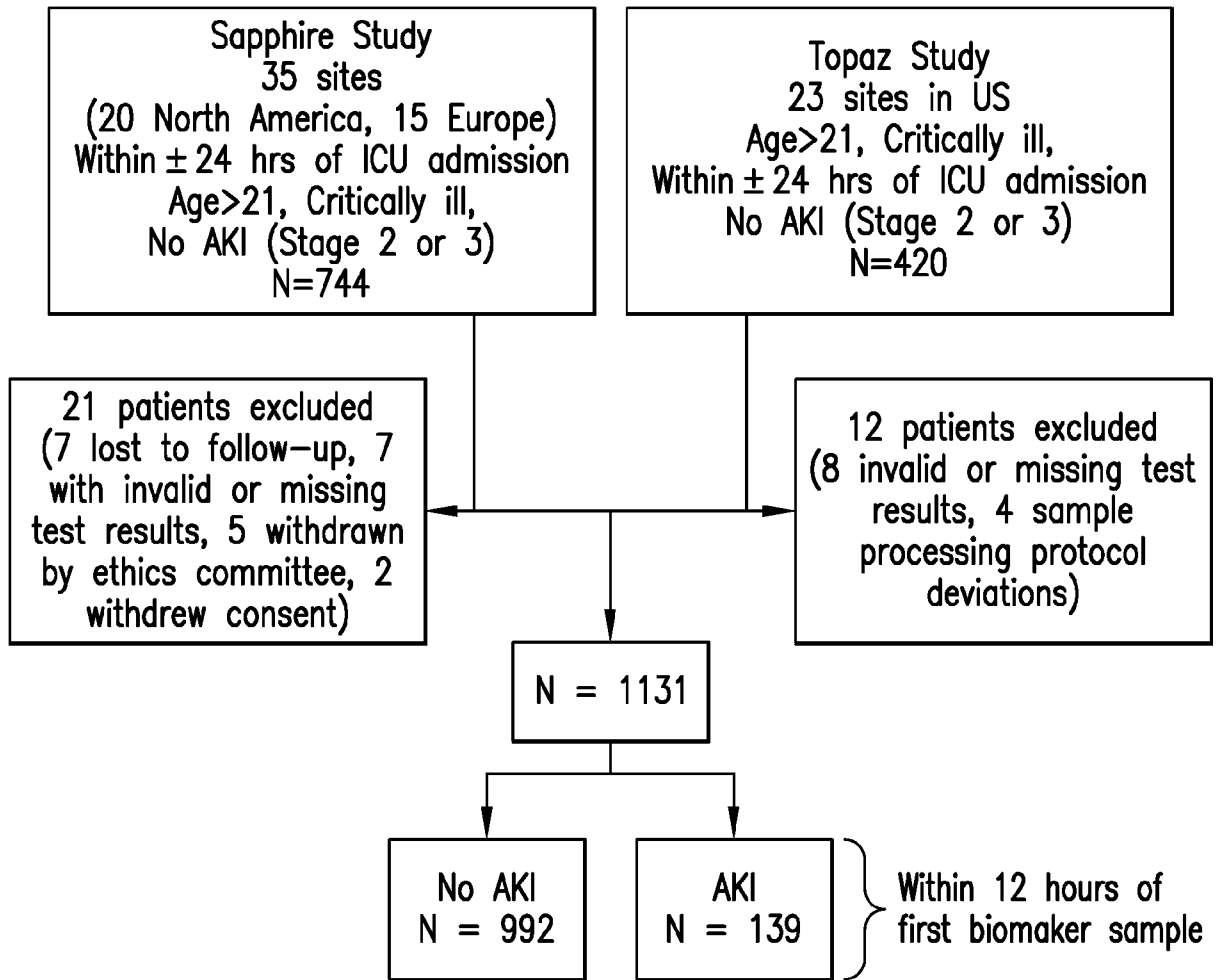 Sapphire Study
35 sites
(20 North America, 15 Europe)
Within ± 24 hrs of ICU admission
Age>21, Critically ill,
No AKI (Stage 2 or 3)
N=744
Topaz Study
23 sites in US
Age>21, Critically ill,
Within ± 24 hrs of ICU admission
No AKI (Stage 2 or 3)
N=420
21 patients excluded
(7 lost to follow-up, 7
with invalid or missing
test results, 5 withdrawn
by ethics committee, 2
withdrew consent)
12 patients excluded
(8 invalid or missing test
results, 4 sample
processing protocol
deviations)
N = 1131
No AKI
N = 992
AKI
N = 139
Within 12 hours of
first biomaker sample